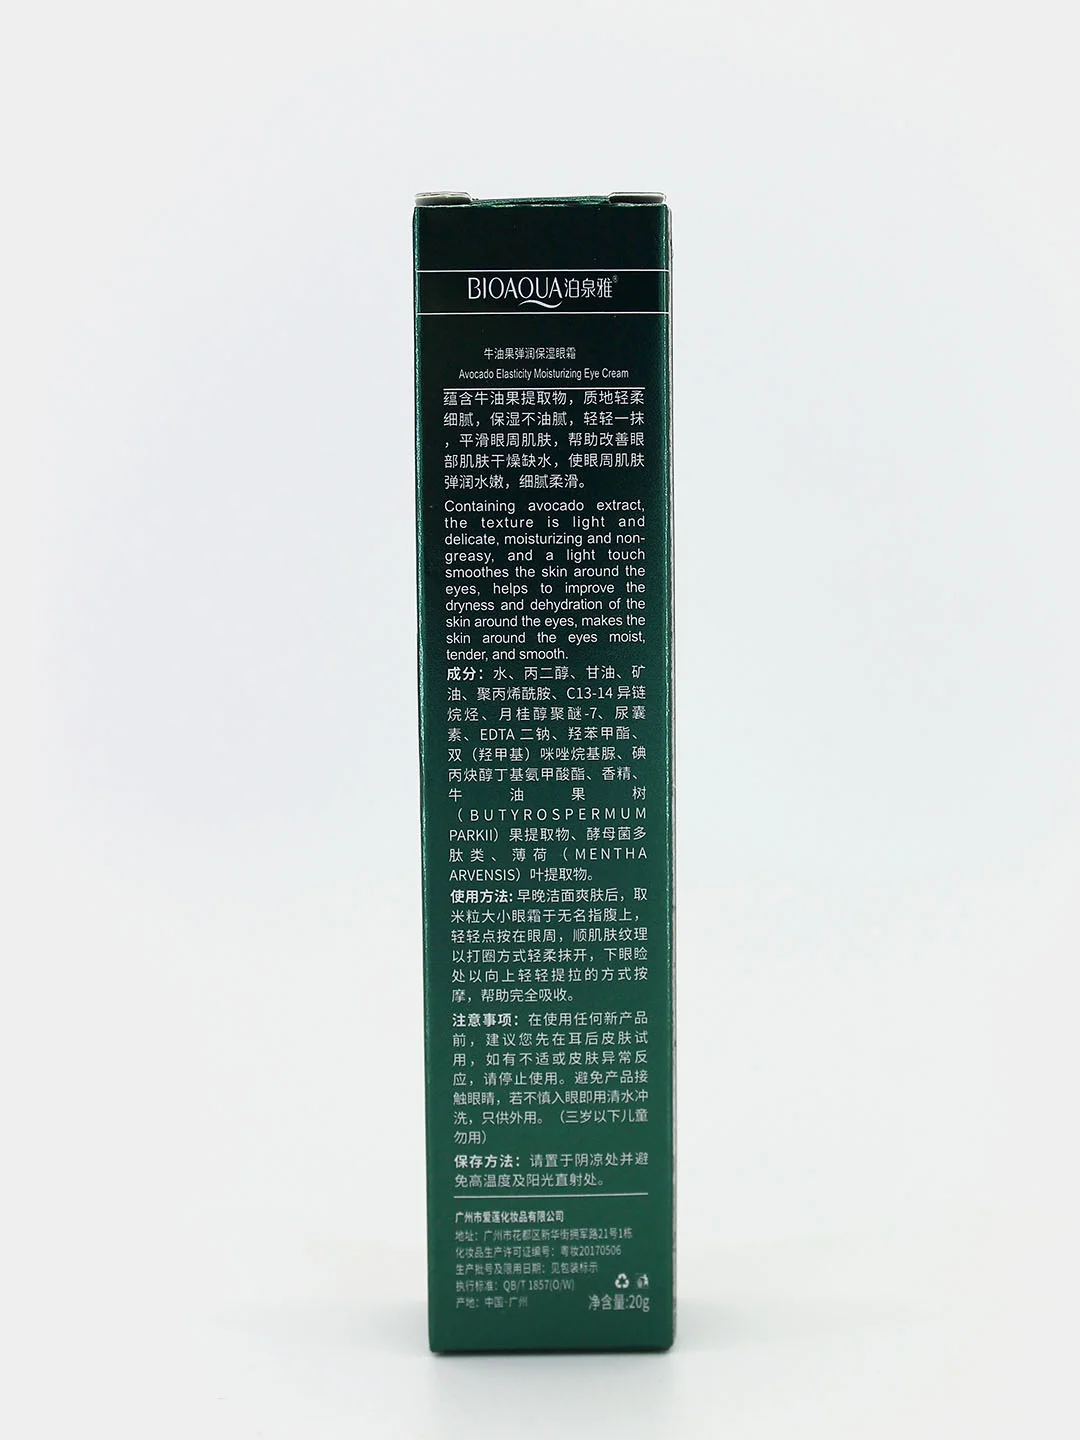 BIOAQUA泊泉雅®
牛油果弹润保湿眼霜
Avocado Elasticity Moisturizing Eye Cream
蕴含牛油果提取物，质地轻柔
细腻，保湿不油腻，轻轻一抹
，平滑眼周肌肤，帮助改善眼
部肌肤干燥缺水，使眼周肌肤
弹润水嫩，细腻柔滑。
Containing avocado extract,
the texture is light and
delicate, moisturizing and non-
greasy, and a light touch
smoothes the skin around the
eyes, helps to improve the
dryness and dehydration of the
skin around the eyes, makes the
skin around the eyes moist,
tender, and smooth.
成分：水、丙二醇、甘油、矿
油、聚丙烯酰胺、C13-14 异链
烷烃、月桂醇聚醚-7、尿囊
素、EDTA 二钠、羟苯甲酯、
双（羟甲基）咪唑烷基脲、碘
丙炔醇丁基氨甲酸酯、香精、
牛油果树
（BUTYROSPERMUM
PARKII）果提取物、酵母菌多
肽类、薄荷（MENTHA
ARVENSIS）叶提取物。
使用方法: 早晚洁面爽肤后，取
米粒大小眼霜于无名指腹上，
轻轻点按在眼周，顺肌肤纹理
以打圈方式轻柔抹开，下眼睑
处以向上轻轻提拉的方式按
摩，帮助完全吸收。
注意事项：在使用任何新产品
前，建议您先在耳后皮肤试
用，如有不适或皮肤异常反
应，请停止使用。避免产品接
触眼睛，若不慎入眼即用清水冲
洗，只供外用。（三岁以下儿童
勿用）
保存方法：请置于阴凉处并避
免高温度及阳光直射处。
广州市爱莲化妆品有限公司
地址：广州市花都区新华街拥军路21号1栋
化妆品生产许可证编号：粤妆20170506
生产批号及限用日期：见包装标示
执行标准：QB/T 1857(O/W)
产地：中国·广州
净含量:20g